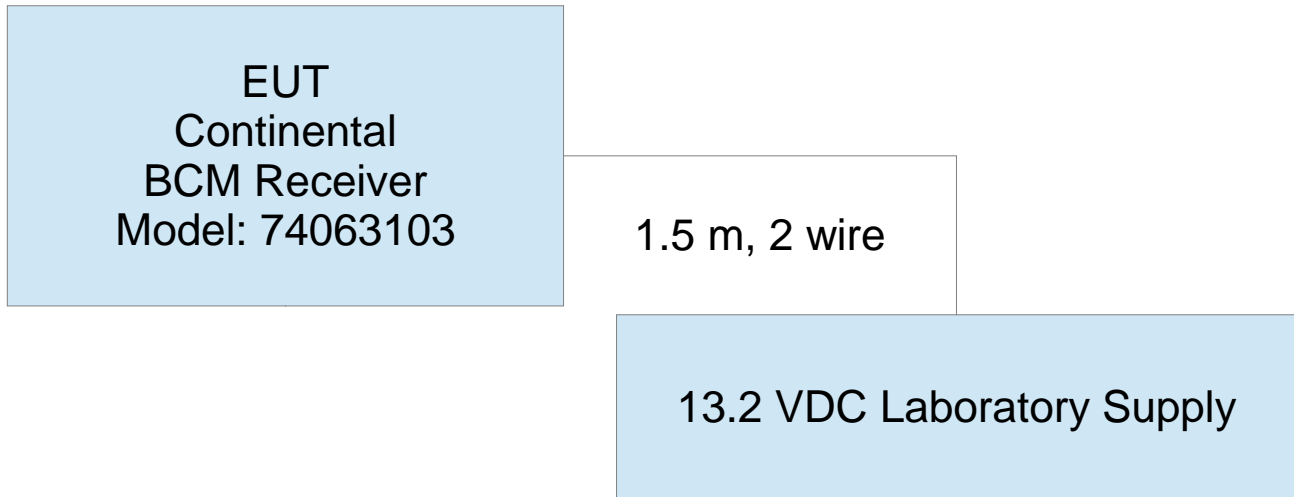 EUT
Continental
BCM Receiver
Model: 74063103
1.5 m, 2 wire
13.2 VDC Laboratory Supply